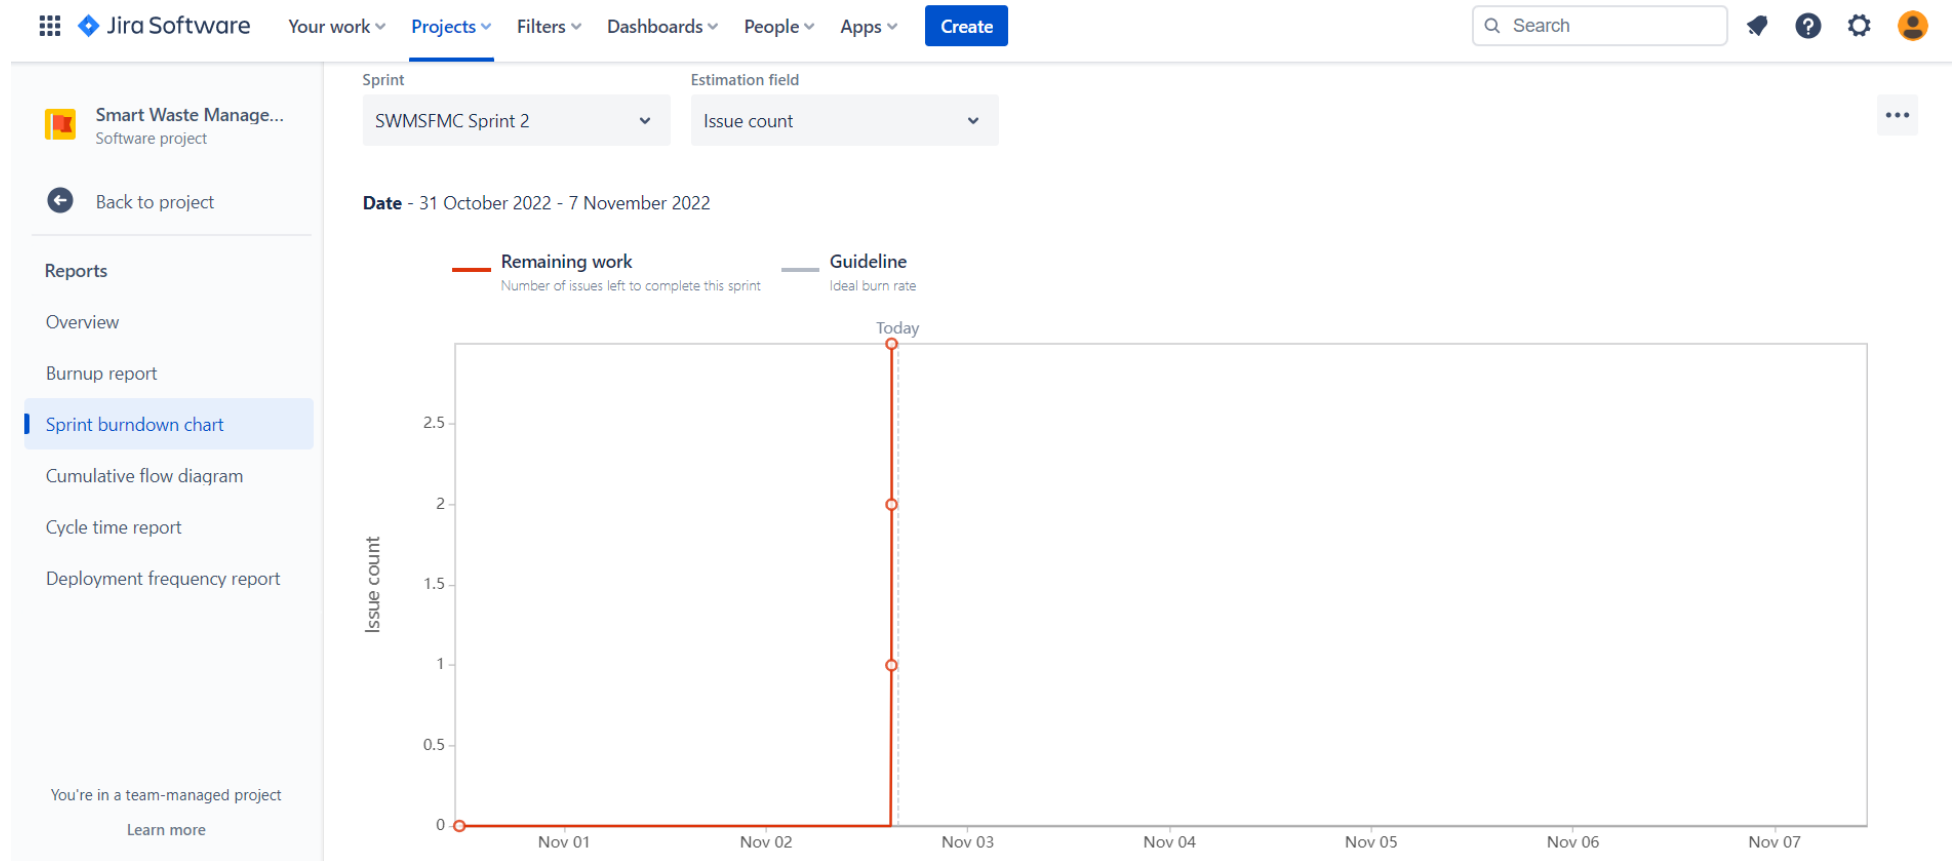 Jira Software Your work Projects Filters Dashboards People Apps Create Search
Smart Waste Manage...
Software project
Back to project
Reports
Overview
Burnup report
Sprint burndown chart
Cumulative flow diagram
Cycle time report
Deployment frequency report
You're in a team-managed project
Learn more
Sprint Estimation field
SWMSFMC Sprint 2 Issue count
Date - 31 October 2022 - 7 November 2022
Remaining work Guideline
Number of issues left to complete this sprint Ideal burn rate
Today
2.5
2
1.5
1
0.5
0
Issue count
Nov 01 Nov 02 Nov 03 Nov 04 Nov 05 Nov 06 Nov 07